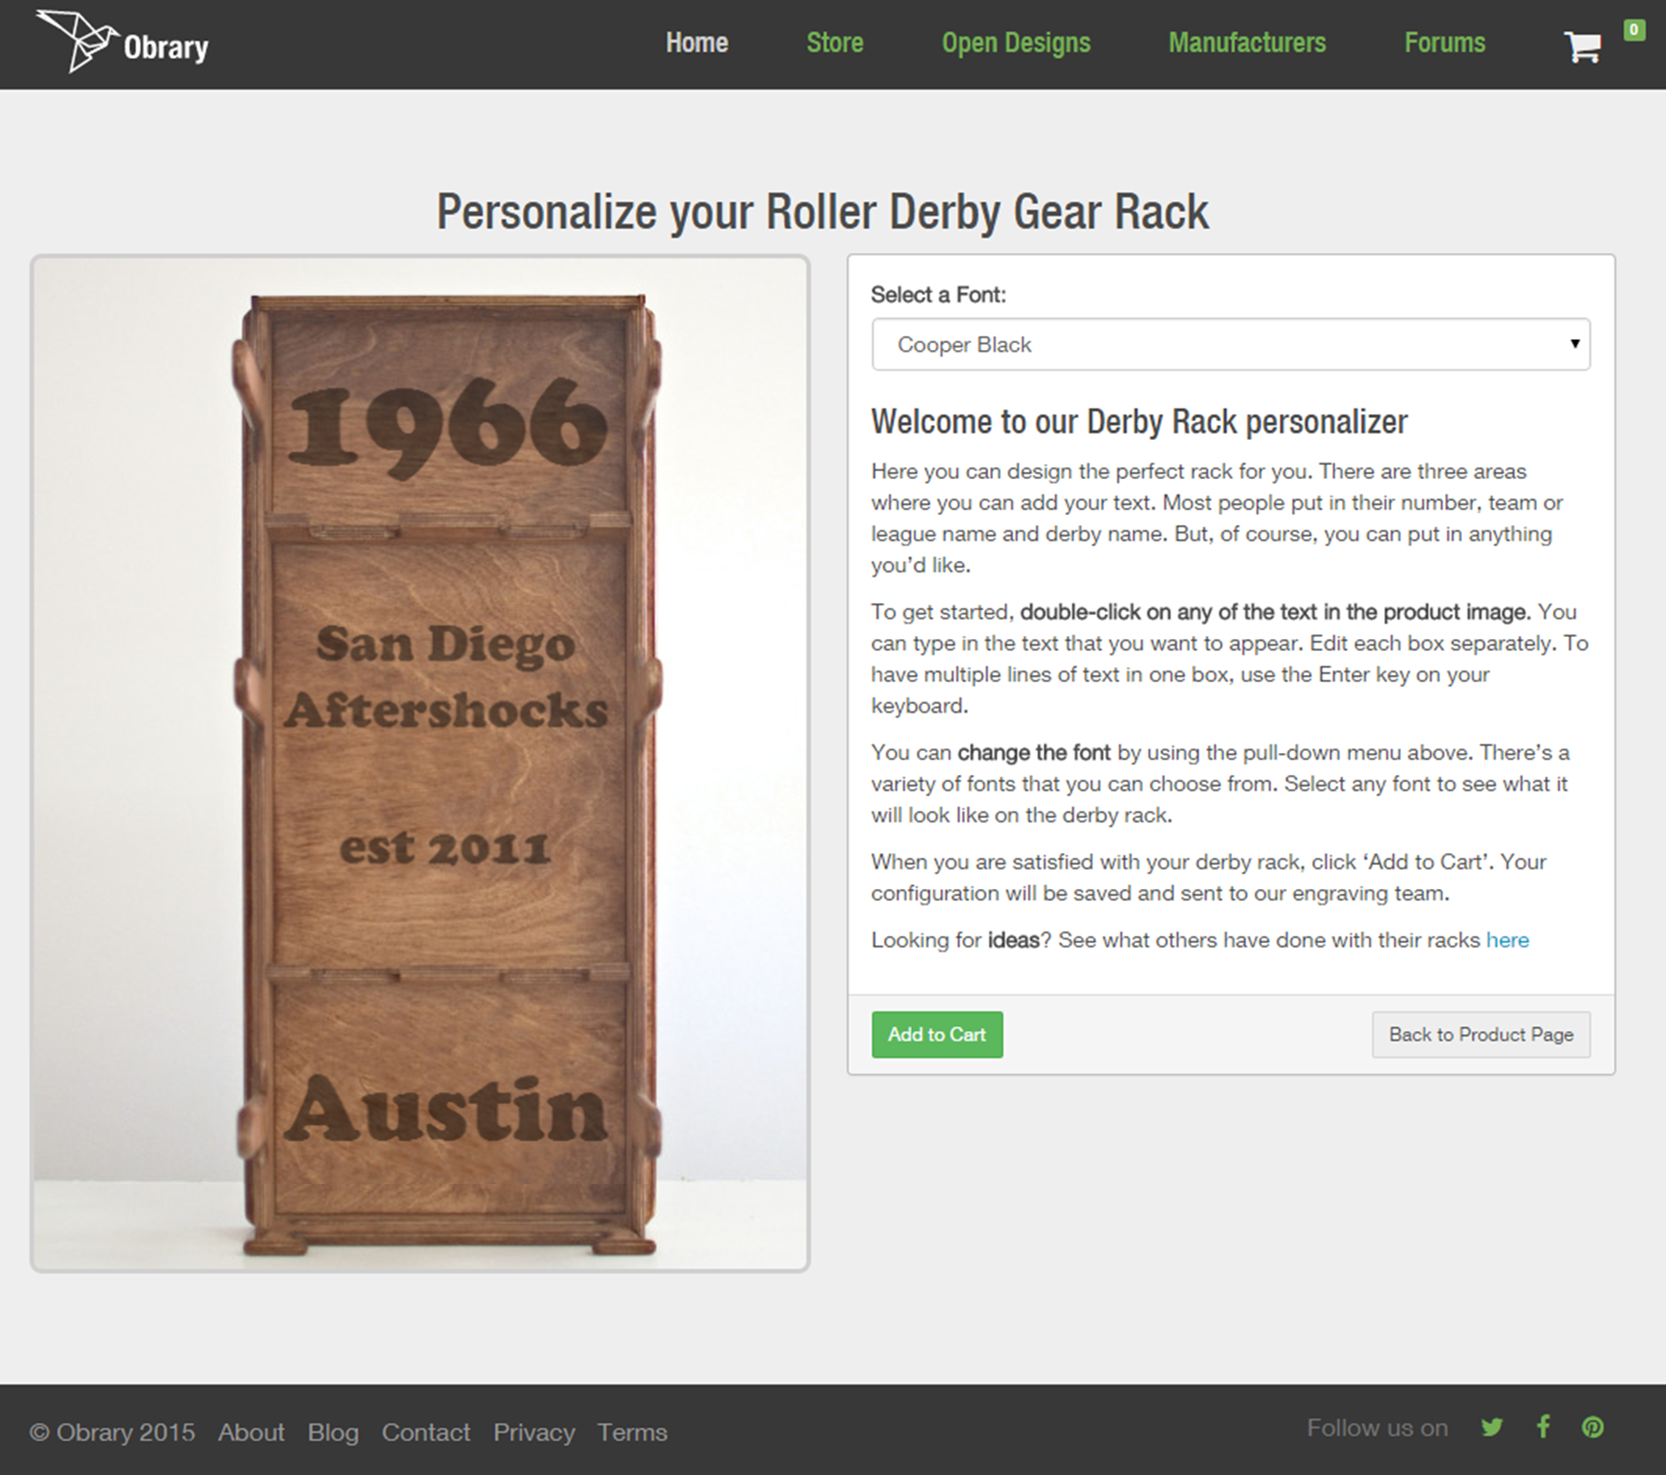 Obrary
Home Store Open Designs Manufacturers Forums 0
Personalize your Roller Derby Gear Rack
1966
San Diego
Aftershocks
est 2011
Austin
Select a Font:
Cooper Black
Welcome to our Derby Rack personalizer
Here you can design the perfect rack for you. There are three areas
where you can add your text. Most people put in their number, team or
league name and derby name. But, of course, you can put in anything
you’d like.
To get started, double-click on any of the text in the product image. You
can type in the text that you want to appear. Edit each box separately. To
have multiple lines of text in one box, use the Enter key on your
keyboard.
You can change the font by using the pull-down menu above. There’s a
variety of fonts that you can choose from. Select any font to see what it
will look like on the derby rack.
When you are satisfied with your derby rack, click ‘Add to Cart’. Your
configuration will be saved and sent to our engraving team.
Looking for ideas? See what others have done with their racks here
Add to Cart
Back to Product Page
© Obrary 2015 About Blog Contact Privacy Terms
Follow us on